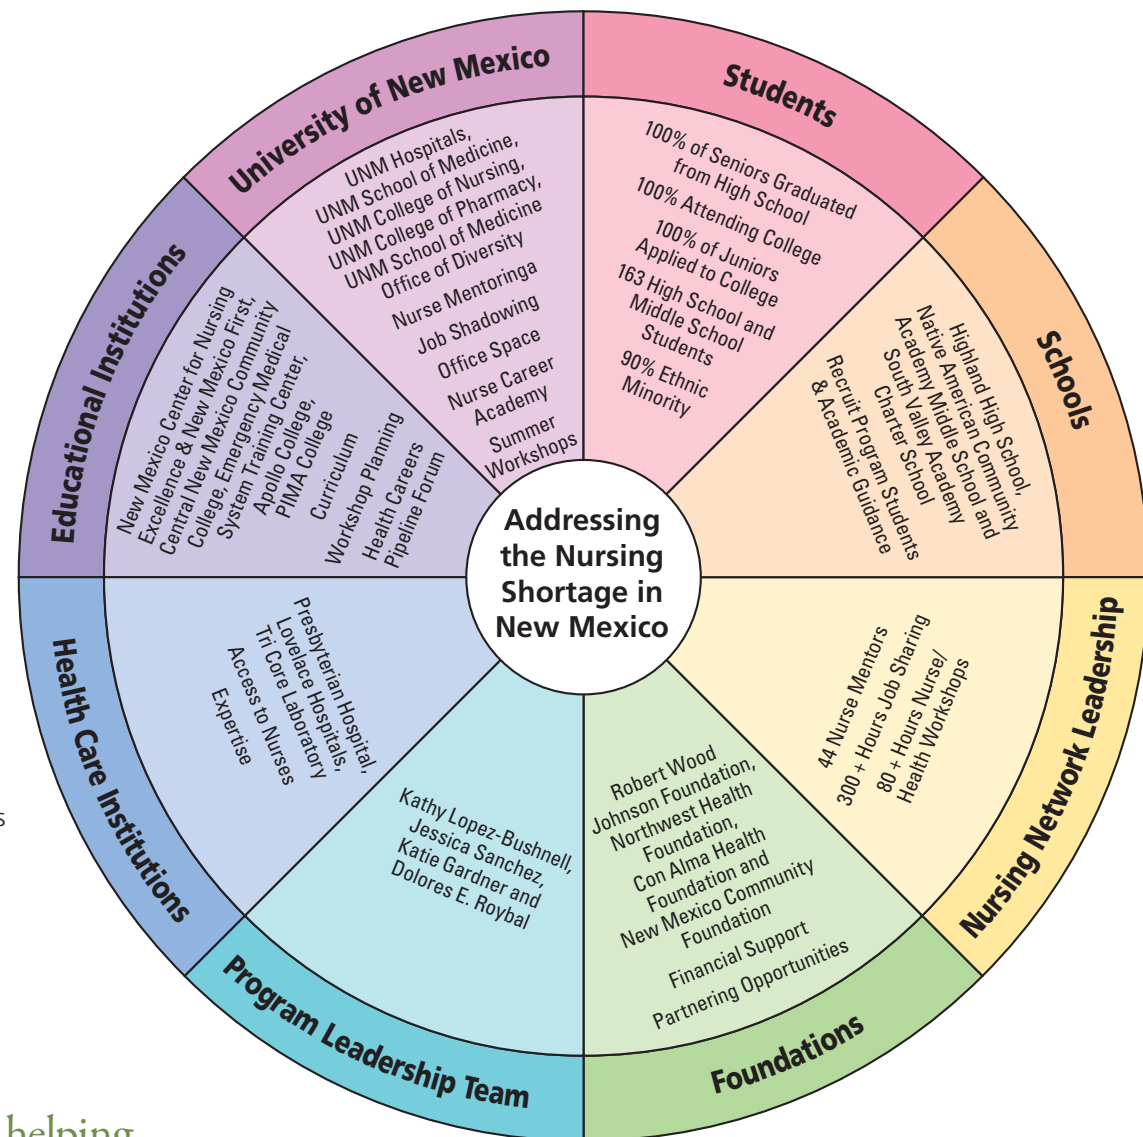 University of New Mexico
UNM Hospitals,
UNM School of Medicine,
UNM College of Nursing,
UNM College of Pharmacy,
UNM School of Medicine
Office of Diversity
Nurse Mentoringa
Job Shadowing
Office Space
Nurse Career
Academy
Summer
Workshops
Students
100% of Seniors Graduated
from High School
100% Attending College
100% of Juniors
Applied to College
163 High School and
Middle School
Students
90% Ethnic
Minority
Schools
Highland High School,
Native American Community
Academy Middle School and
South Valley Academy
Charter School
Recruit Program Students
& Academic Guidance
Nursing Network Leadership
44 Nurse Mentors
300 + Hours Job Sharing
80 + Hours Nurse/
Health Workshops
Foundations
Robert Wood
Johnson Foundation,
Northwest Health
Foundation,
Con Alma Health
Foundation and
New Mexico Community
Foundation
Financial Support
Partnering Opportunities
Program Leadership Team
Kathy Lopez-Bushnell,
Jessica Sanchez,
Katie Gardner and
Dolores E. Roybal
Health Care Institutions
Presbyterian Hospital,
Lovelace Hospitals,
Tri Core Laboratory
Access to Nurses
Expertise
Educational Institutions
New Mexico Center for Nursing
Excellence & New Mexico First,
Central New Mexico Community
College, Emergency Medical
System Training Center,
Apollo College,
PIMA College
Curriculum
Workshop Planning
Health Careers
Pipeline Forum
Addressing
the Nursing
Shortage in
New Mexico
s
helping